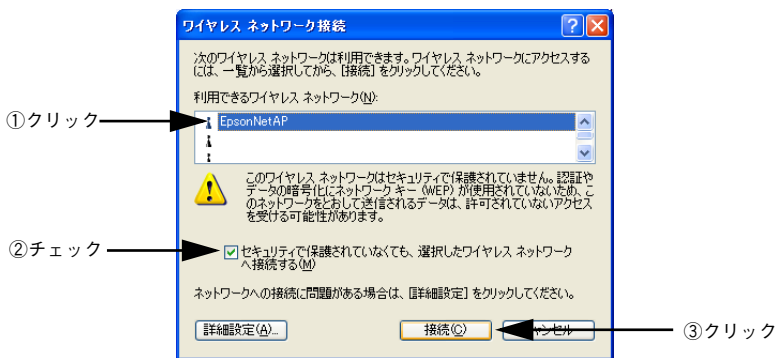 ワイヤレス ネットワーク接続
次のワイヤレス ネットワークは利用できます。ワイヤレス ネットワークにアクセスする
には、一覧から選択してから、[接続] をクリックしてください。
利用できるワイヤレス ネットワーク(N):
①クリック
EpsonNetAP
このワイヤレス ネットワークはセキュリティで保護されていません。認証や
データの暗号化にネットワーク キー (WEP) が使用されていないため、こ
のネットワークをとおして送信されるデータは、許可されていないアクセス
を受ける可能性があります。
②チェック
セキュリティで保護されていなくても、選択したワイヤレス ネットワーク
へ接続する(M)
ネットワークへの接続に問題がある場合は、[詳細設定] をクリックしてください。
詳細設定(A)...
接続(C)
キャンセル
③クリック